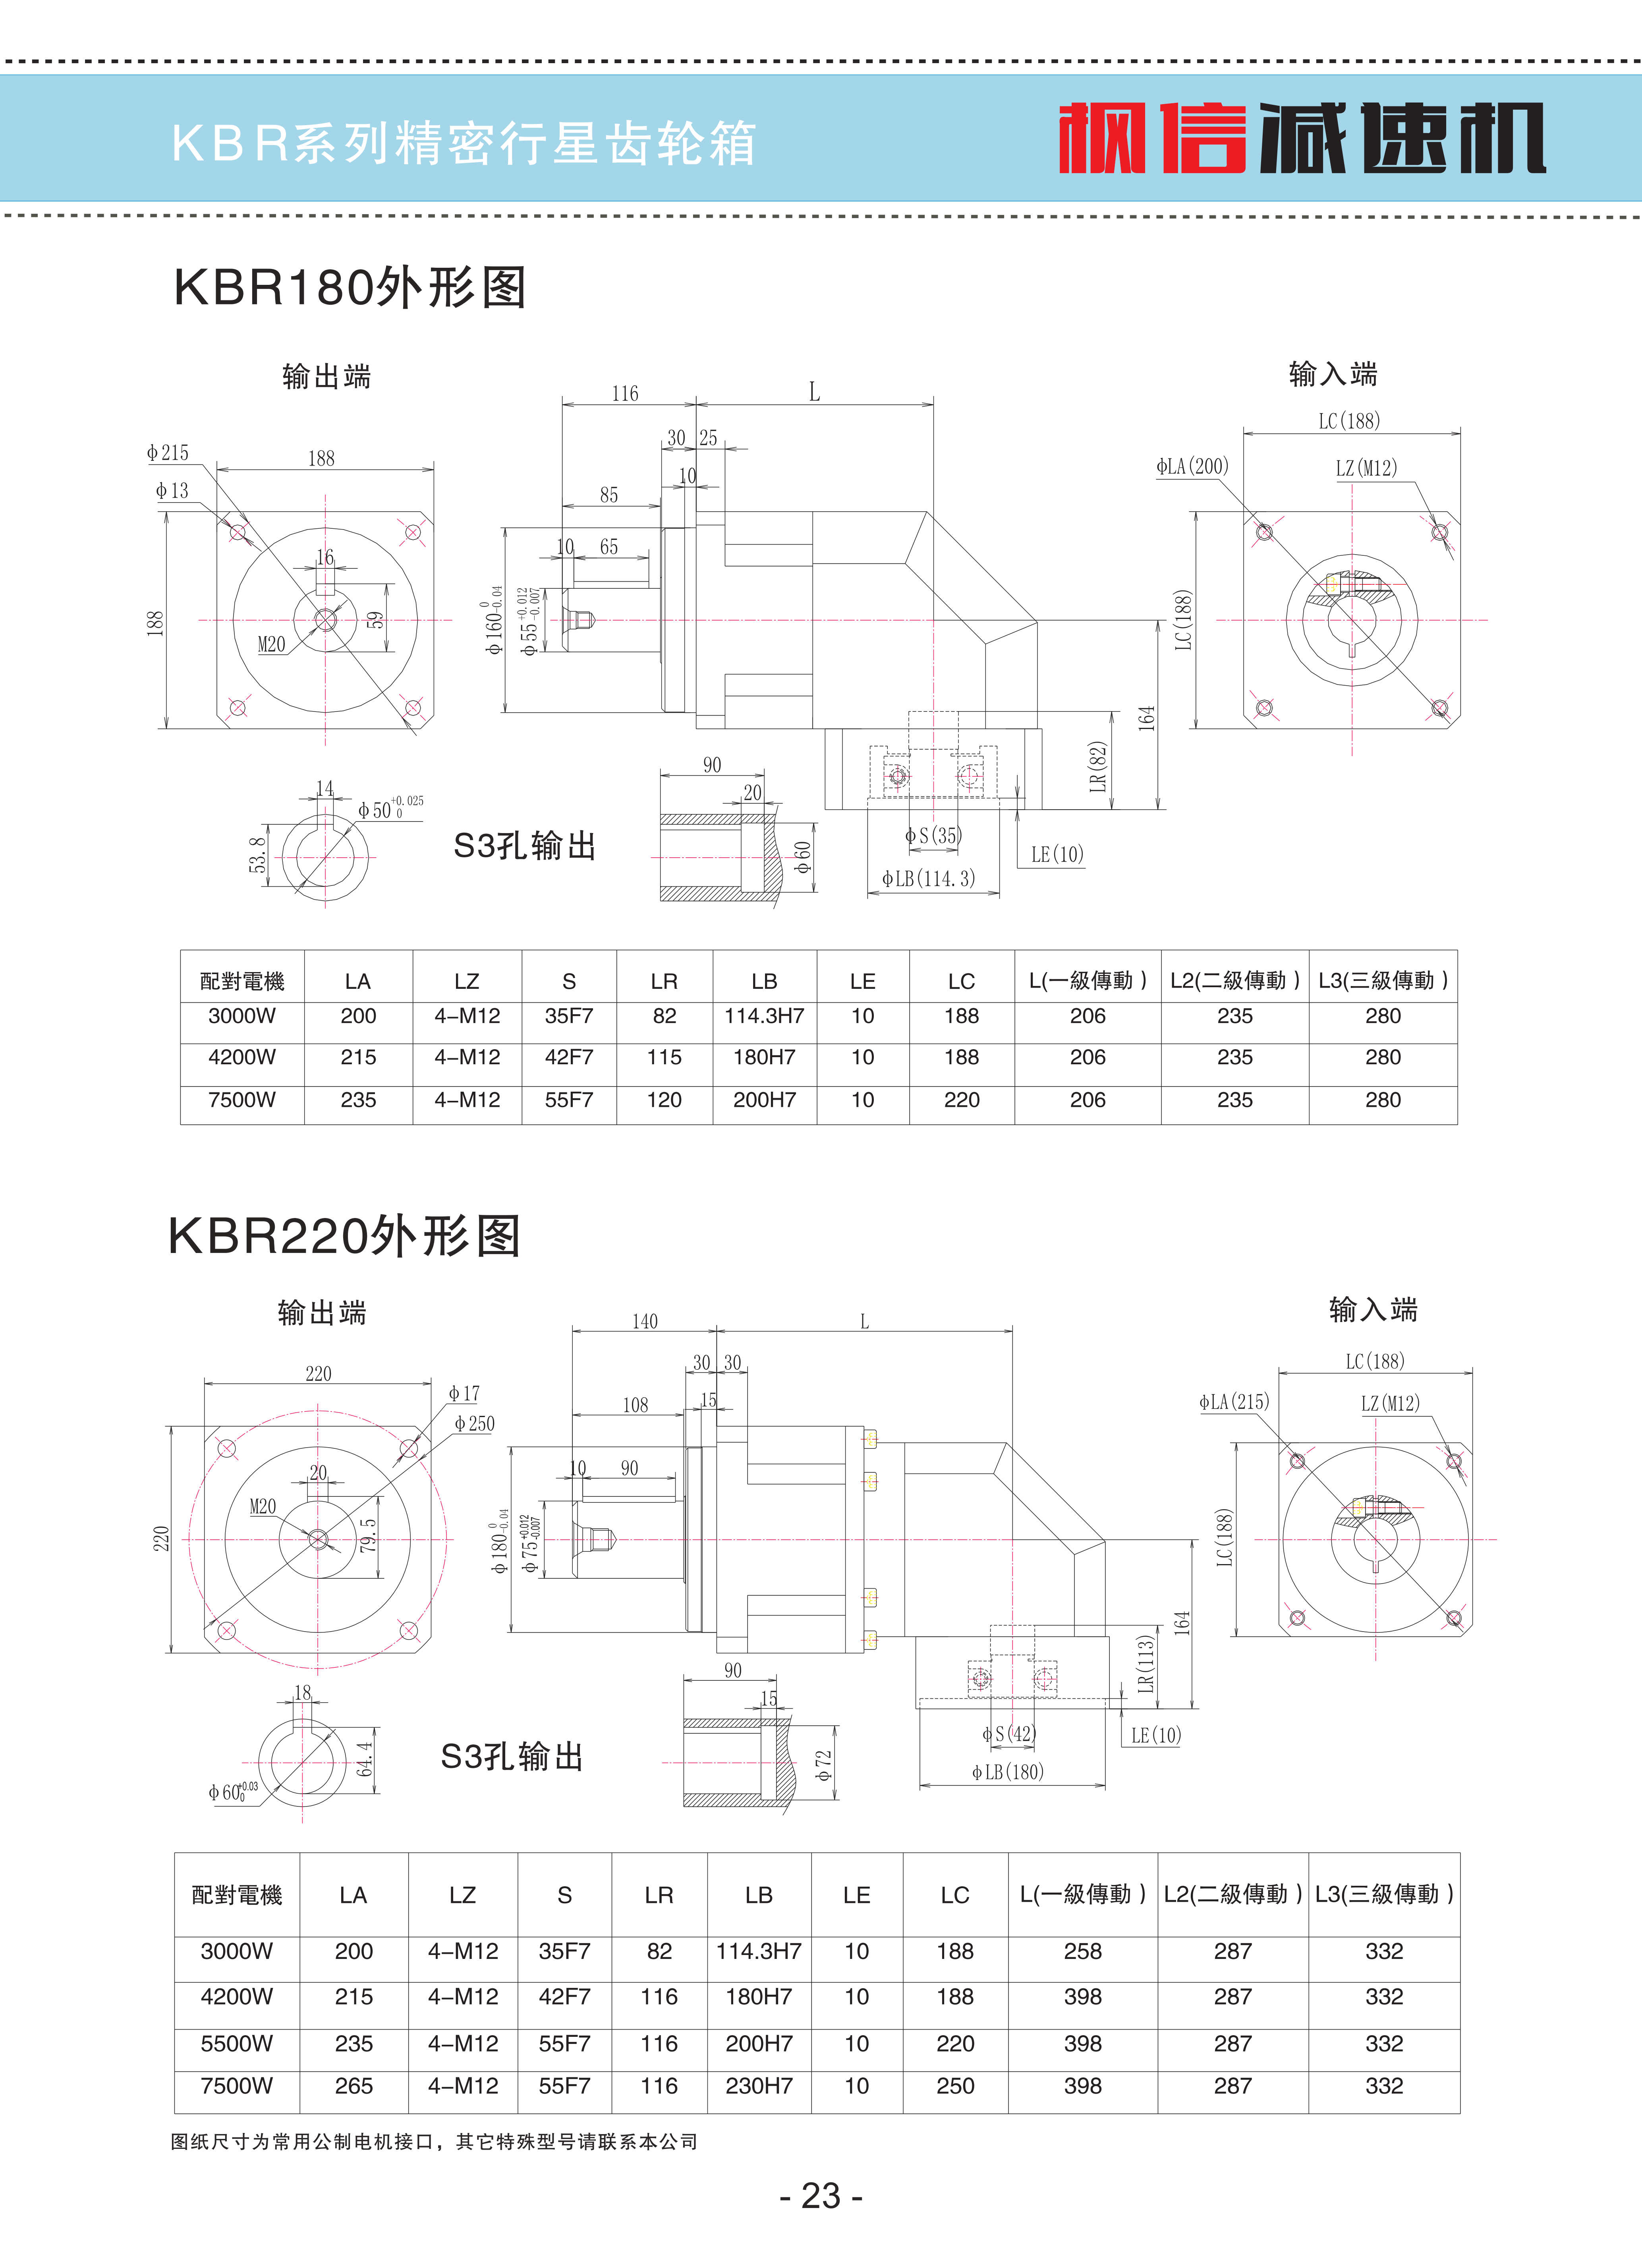 KBR系列精密行星齿轮箱
枫信减速机
KBR180外形图
输出端
输入端
116
L
LC(188)
φ215
188
30
25
φLA(200)
LZ(M12)
φ13
10
85
16
10
65
188
59
M20
φ160 0 -0.04
φ55 +0.012 -0.007
LC(188)
164
LR(82)
90
20
14
φ50 +0.025 0
53.8
S3孔输出
φ60
φS(35)
LE(10)
φLB(114.3)
配對電機 LA LZ S LR LB LE LC L(一級傳動) L2(二級傳動) L3(三級傳動)
3000W 200 4-M12 35F7 82 114.3H7 10 188 206 235 280
4200W 215 4-M12 42F7 115 180H7 10 188 206 235 280
7500W 235 4-M12 55F7 120 200H7 10 220 206 235 280
KBR220外形图
输出端
输入端
140
L
220
30
30
LC(188)
φ17
φ250
108
15
φLA(215)
LZ(M12)
20
10
90
M20
220
79.5
φ180 0 -0.04
φ75 +0.012 -0.007
LC(188)
164
LR(113)
90
15
18
S3孔输出
64.4
φ60 +0.03 0
φ72
φS(42)
LE(10)
φLB(180)
配對電機 LA LZ S LR LB LE LC L(一級傳動) L2(二級傳動) L3(三級傳動)
3000W 200 4-M12 35F7 82 114.3H7 10 188 258 287 332
4200W 215 4-M12 42F7 116 180H7 10 188 398 287 332
5500W 235 4-M12 55F7 116 200H7 10 220 398 287 332
7500W 265 4-M12 55F7 116 230H7 10 250 398 287 332
图纸尺寸为常用公制电机接口，其它特殊型号请联系本公司
- 23 -